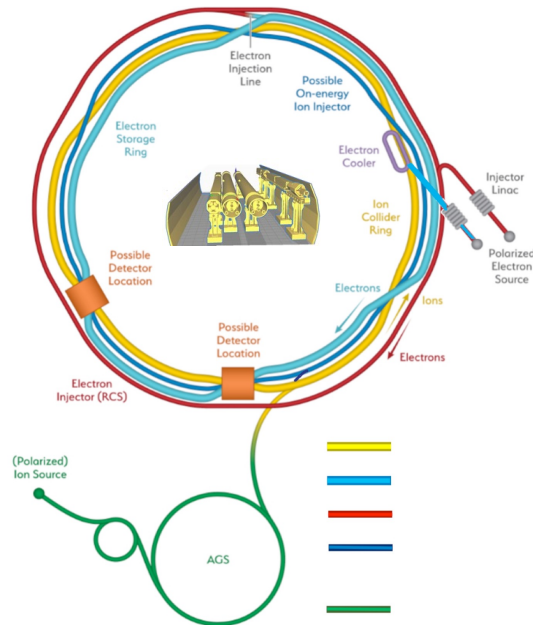 Electron
Injection
Line
Possible
On-energy
Ion Injector
Electron
Storage
Ring
Electron
Cooler
Injector
Linac
Ion
Collider
Ring
Polarized
Electron
Source
Possible
Detector
Location
Electrons
Ions
Possible
Detector
Location
Electrons
Electron
Injector (RCS)
(Polarized)
Ion Source
AGS